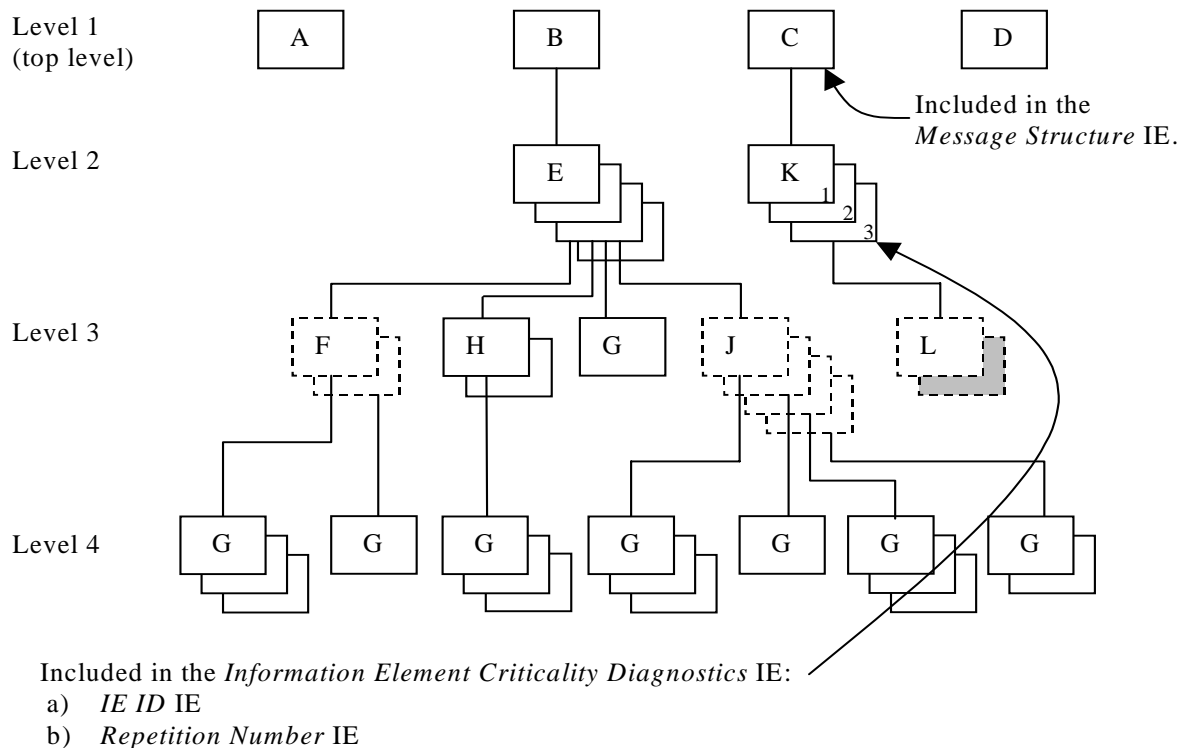 Level 1
(top level)
A
B
C
D
Included in the
Message Structure IE.
Level 2
E
K
1
2
3
Level 3
F
H
G
J
L
Level 4
G
G
G
G
G
G
G
Included in the Information Element Criticality Diagnostics IE:
a) IE ID IE
b) Repetition Number IE